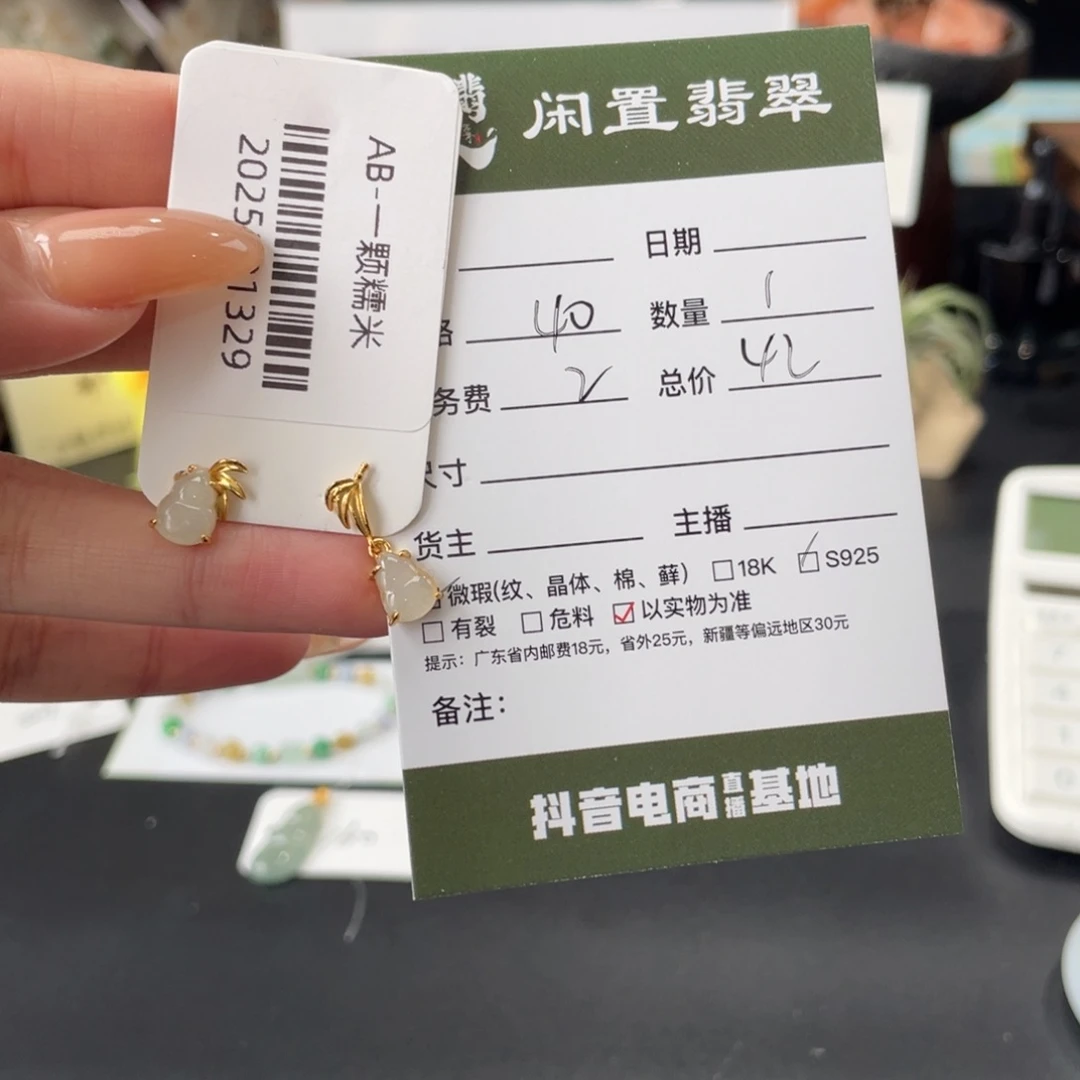 AB-一颗糯米
2025 1329
翡
闲置翡翠
日期
格 40 数量 1
务费 2 总价 42
尺寸
货主 主播
微瑕(纹、晶体、棉、藓) □18K □S925
□有裂 □危料 ☑以实物为准
提示：广东省内邮费18元，省外25元，新疆等偏远地区30元
备注：
抖音电商直播基地